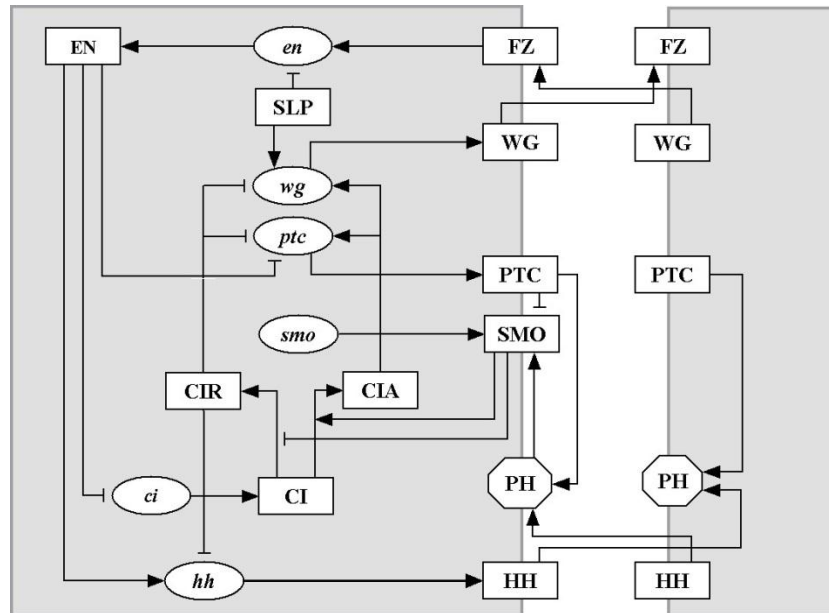 EN en FZ FZ
SLP
WG WG
wg
ptc
PTC PTC
smo SMO
CIR CIA
PH PH
ci CI
hh HH HH